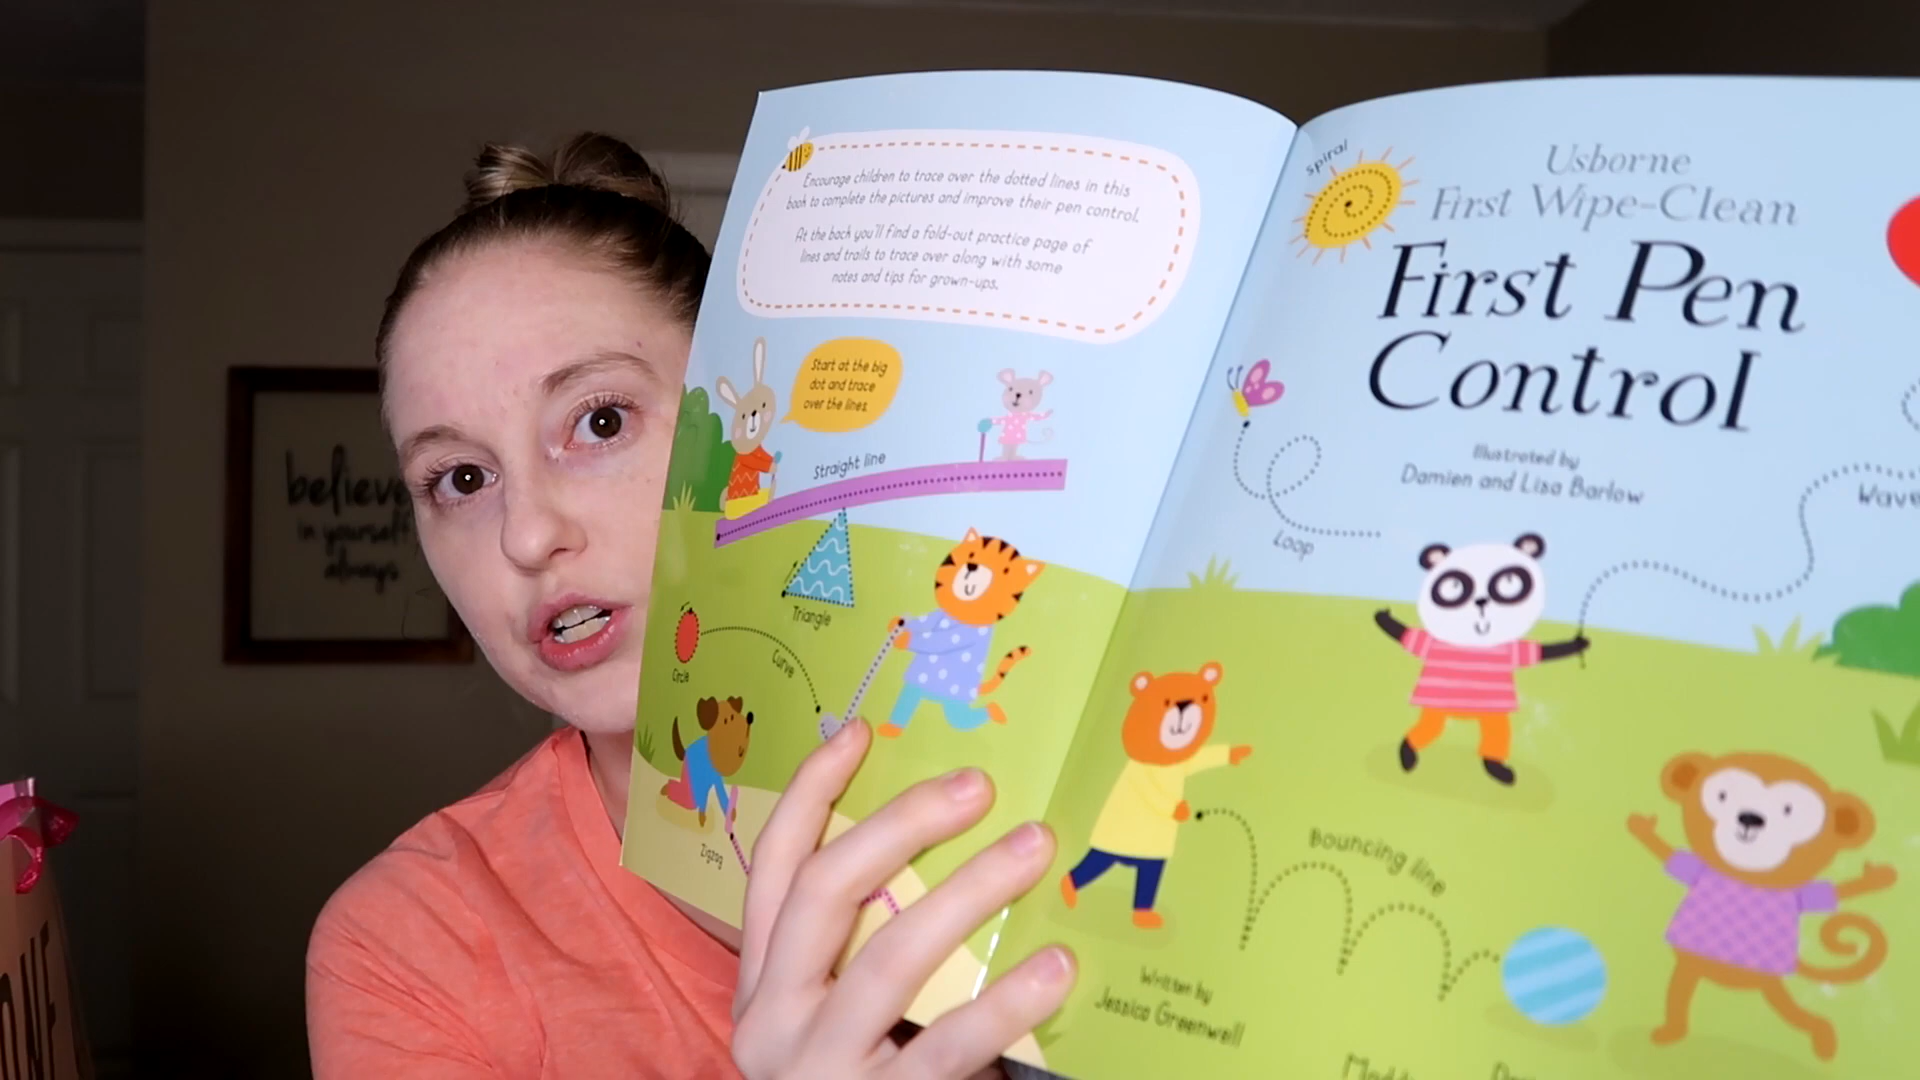 believe
in yourself
always
Encourage children to trace over the dotted lines in this
book to complete the pictures and improve their pen control.
At the back you'll find a fold-out practice page of
lines and trails to trace over along with some
notes and tips for grown-ups.
Start at the big
dot and trace
over the lines.
Straight line
Triangle
Circle
Curve
Zigzag
Spiral
Usborne
First Wipe-Clean
First Pen
Control
Illustrated by
Damien and Lisa Barlow
Loop
Wave
Bouncing line
Written by
Jessica Greenwell